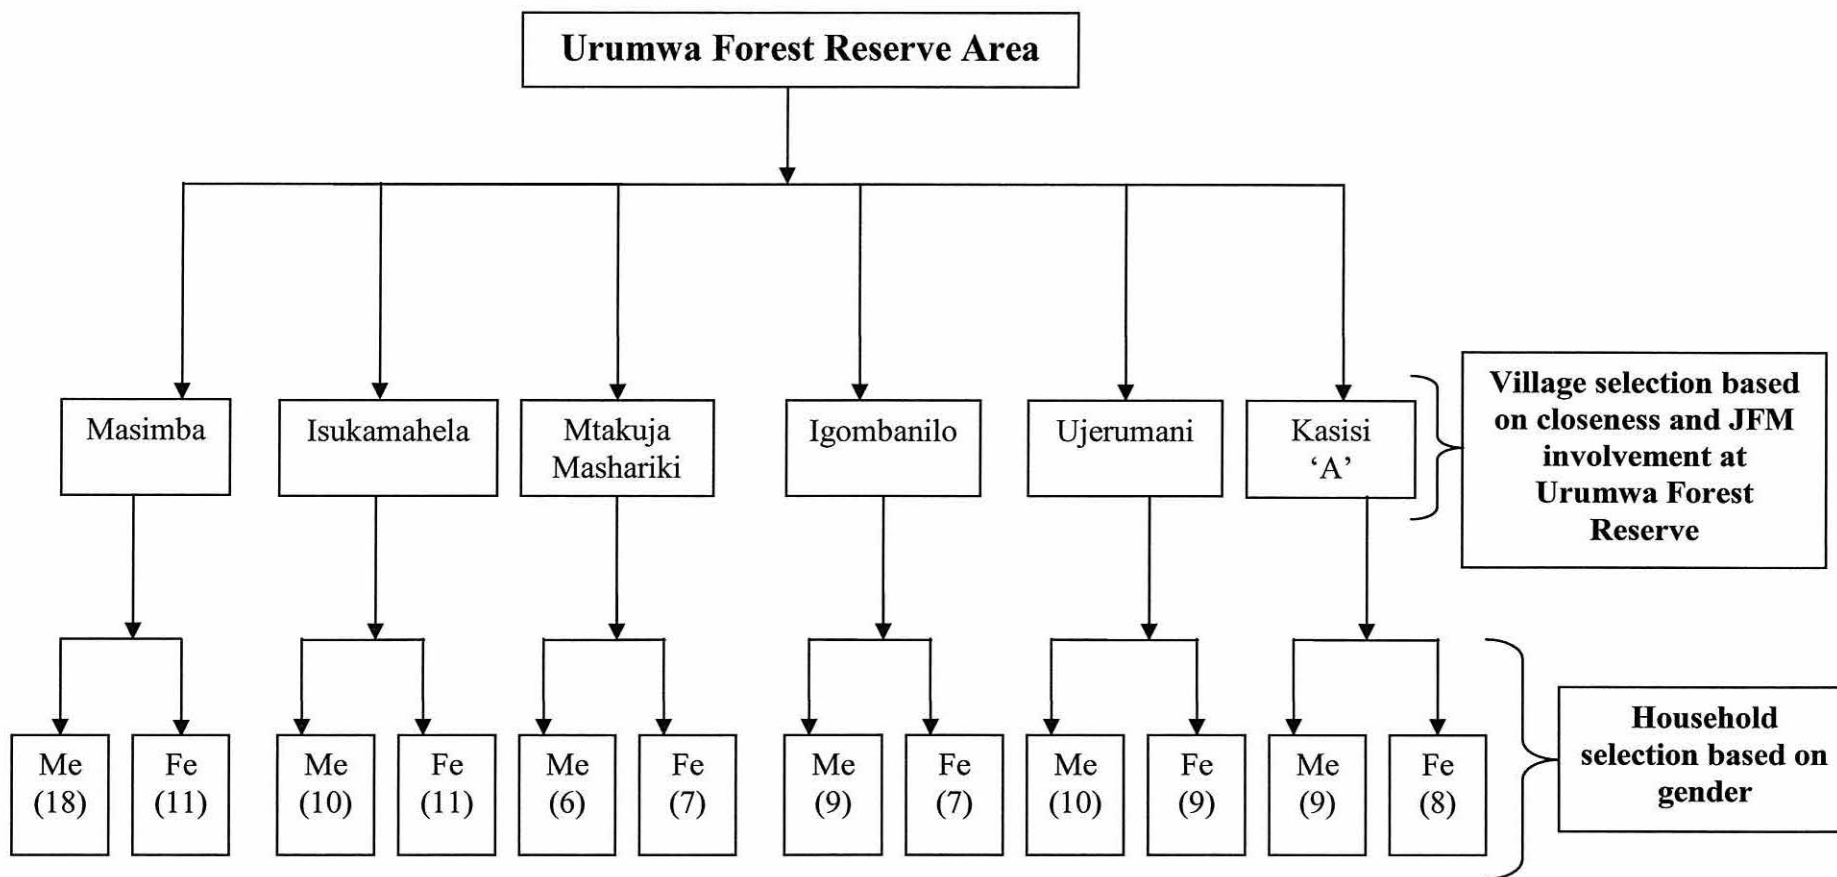 Urumwa Forest Reserve Area
Masimba
Isukamahela
Mtakuja
Mashariki
Igombanilo
Ujerumani
Kasisi
‘A’
Village selection based
on closeness and JFM
involvement at
Urumwa Forest
Reserve
Me
(18)
Fe
(11)
Me
(10)
Fe
(11)
Me
(6)
Fe
(7)
Me
(9)
Fe
(7)
Me
(10)
Fe
(9)
Me
(9)
Fe
(8)
Household
selection based on
gender